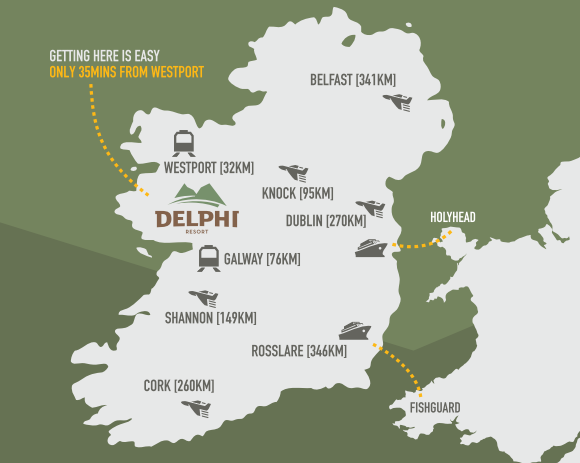 GETTING HERE IS EASY
ONLY 35MINS FROM WESTPORT
BELFAST [341KM]
WESTPORT [32KM]
KNOCK [95KM]
DELPHI
RESORT
DUBLIN [270KM]
HOLYHEAD
GALWAY [76KM]
SHANNON [149KM]
ROSSLARE [346KM]
CORK [260KM]
FISHGUARD